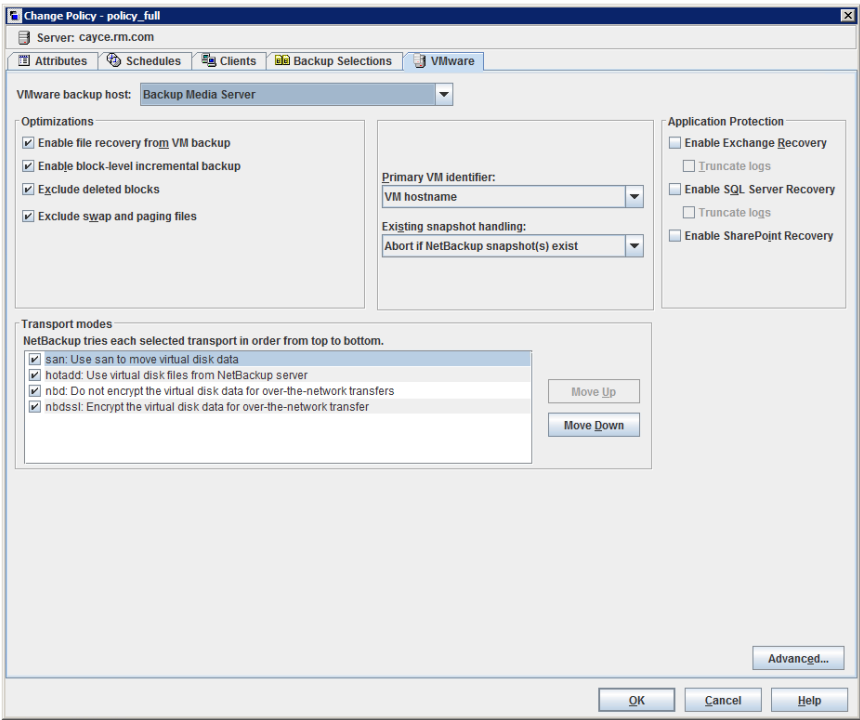 Change Policy - policy_full
Server: cayce.rm.com
Attributes Schedules Clients Backup Selections VMware
VMware backup host: Backup Media Server
Optimizations
Enable file recovery from VM backup
Enable block-level incremental backup
Exclude deleted blocks
Exclude swap and paging files
Primary VM identifier:
VM hostname
Existing snapshot handling:
Abort if NetBackup snapshot(s) exist
Application Protection
Enable Exchange Recovery
Truncate logs
Enable SQL Server Recovery
Truncate logs
Enable SharePoint Recovery
Transport modes
NetBackup tries each selected transport in order from top to bottom.
san: Use san to move virtual disk data
hotadd: Use virtual disk files from NetBackup server
nbd: Do not encrypt the virtual disk data for over-the-network transfers
nbdssl: Encrypt the virtual disk data for over-the-network transfer
Move Up
Move Down
Advanced...
OK Cancel Help